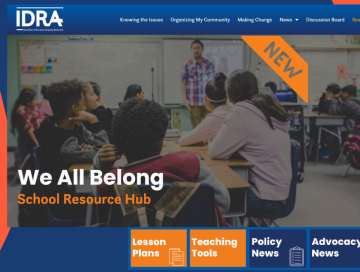 IDRA
Knowing the Issues Organizing My Community Making Change News Discussion Board
NEW
We All Belong
School Resource Hub
Lesson Plans
Teaching Tools
Policy News
Advocacy News